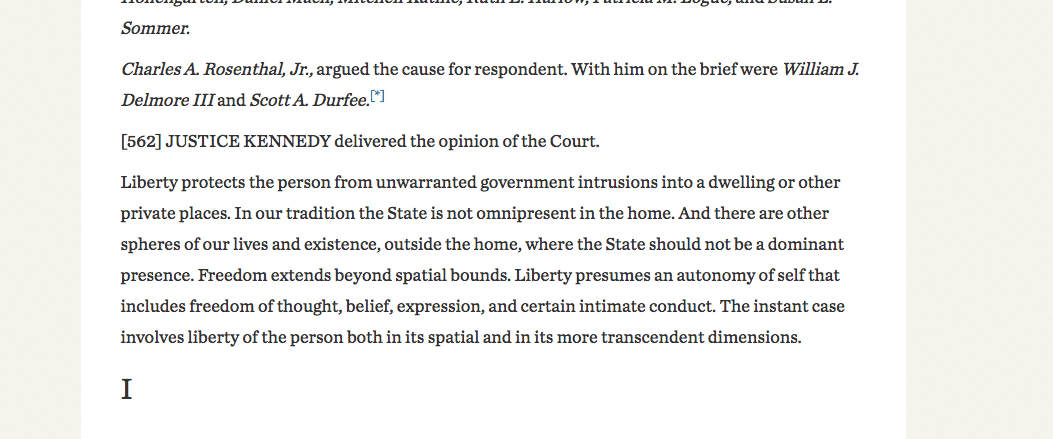 Sommer.
Charles A. Rosenthal, Jr., argued the cause for respondent. With him on the brief were William J.
Delmore III and Scott A. Durfee.[*]
[562] JUSTICE KENNEDY delivered the opinion of the Court.
Liberty protects the person from unwarranted government intrusions into a dwelling or other
private places. In our tradition the State is not omnipresent in the home. And there are other
spheres of our lives and existence, outside the home, where the State should not be a dominant
presence. Freedom extends beyond spatial bounds. Liberty presumes an autonomy of self that
includes freedom of thought, belief, expression, and certain intimate conduct. The instant case
involves liberty of the person both in its spatial and in its more transcendent dimensions.
I